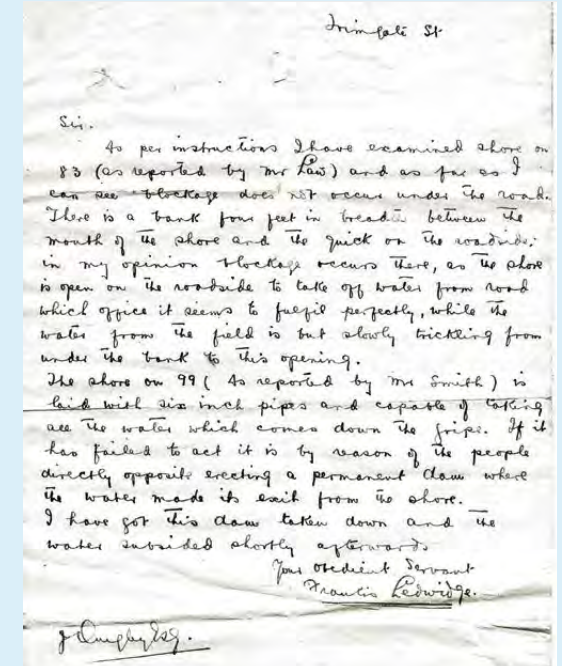 Trimgate St
Sir.
As per instructions I have examined shore on
83 (as reported by Mr Law) and as far as I
can see blockage does not occur under the road.
There is a bank four feet in breadth between the
mouth of the shore and the quick on the roadside;
in my opinion blockage occurs there, as the shore
is open on the roadside to take off water from road
which office it seems to fulfil perfectly, while the
water from the field is but slowly trickling from
under the bank to this opening.
The shore on 99 (As reported by Mr Smith) is
laid with six inch pipes and capable of taking
all the water which comes down the gripe. If it
has failed to act it is by reason of the people
directly opposite erecting a permanent dam where
the water made its exit from the shore.
I have got this dam taken down and the
water subsided shortly afterwards
Your obedient Servant
Francis Ledwidge.
J Quigley Esq.